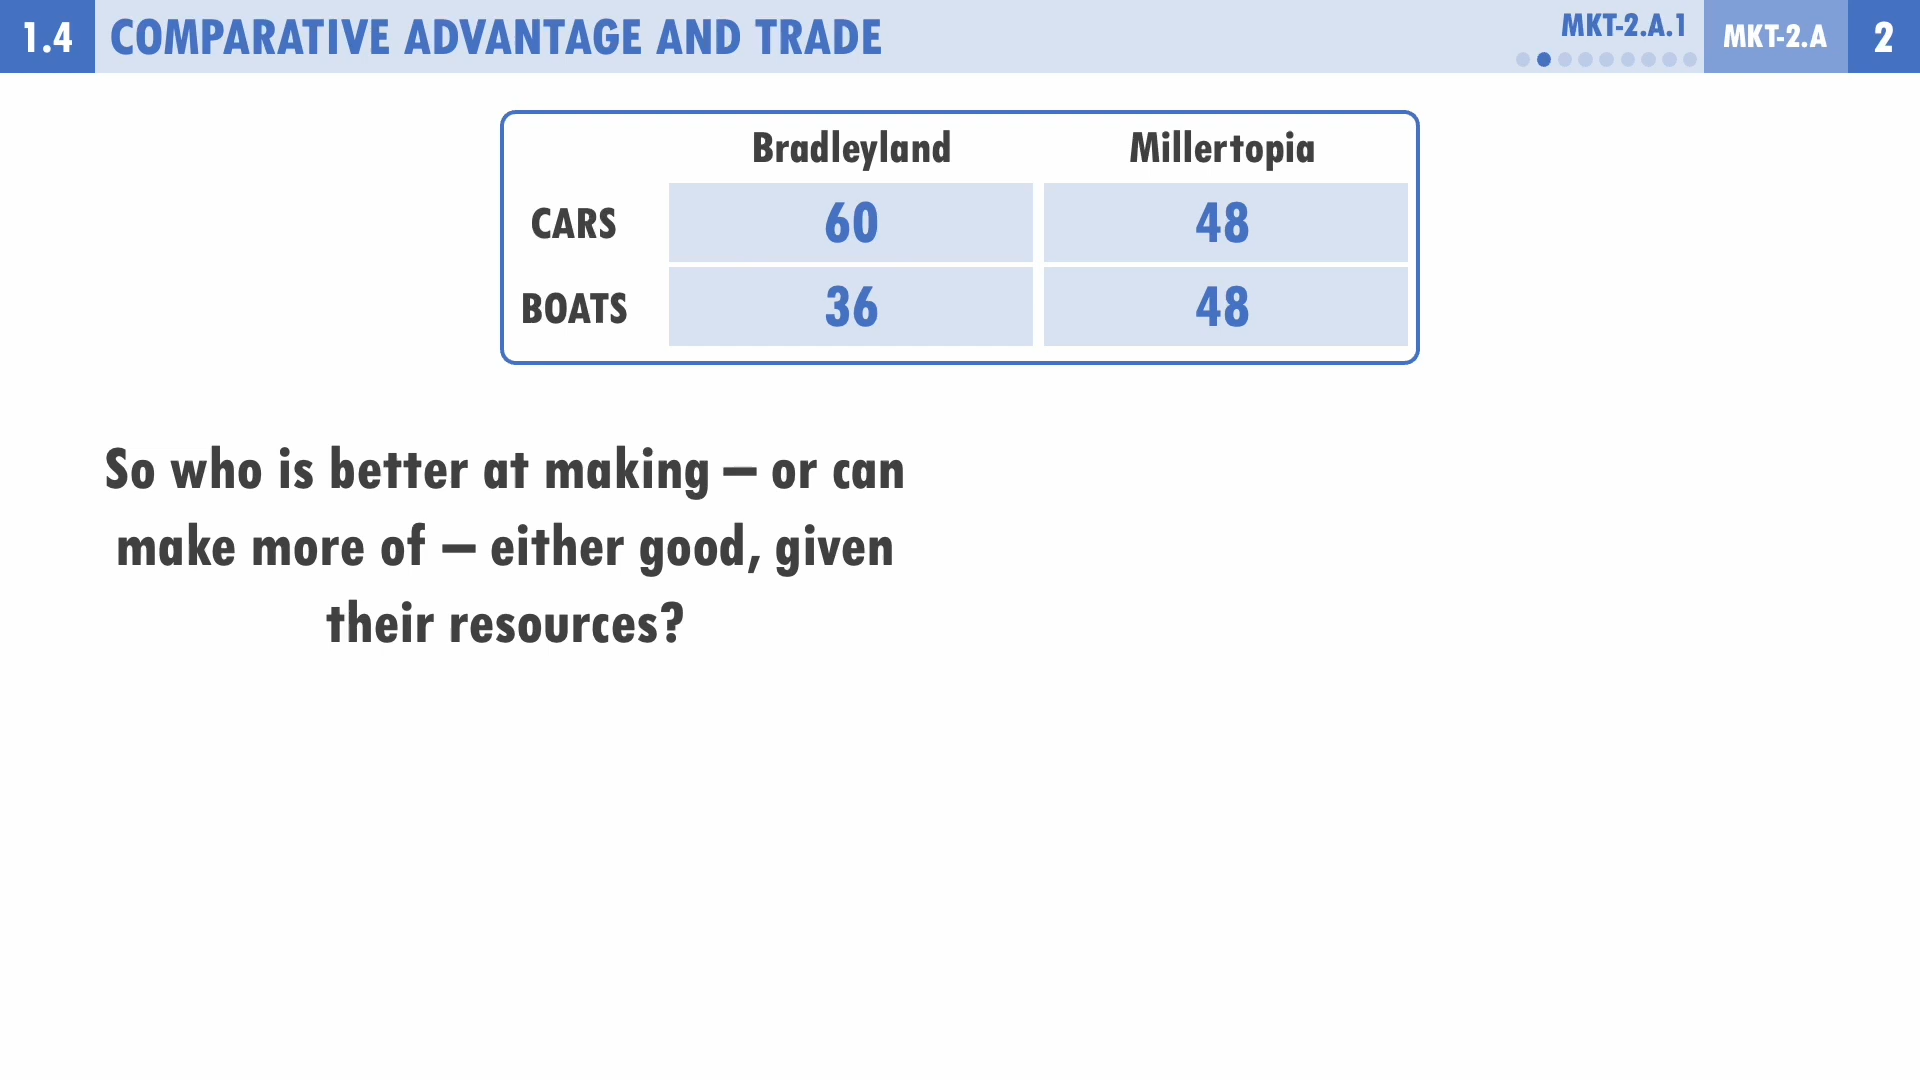 1.4 COMPARATIVE ADVANTAGE AND TRADE MKT-2.A.1 MKT-2.A 2
Bradleyland Millertopia
CARS 60 48
BOATS 36 48
So who is better at making – or can
make more of – either good, given
their resources?